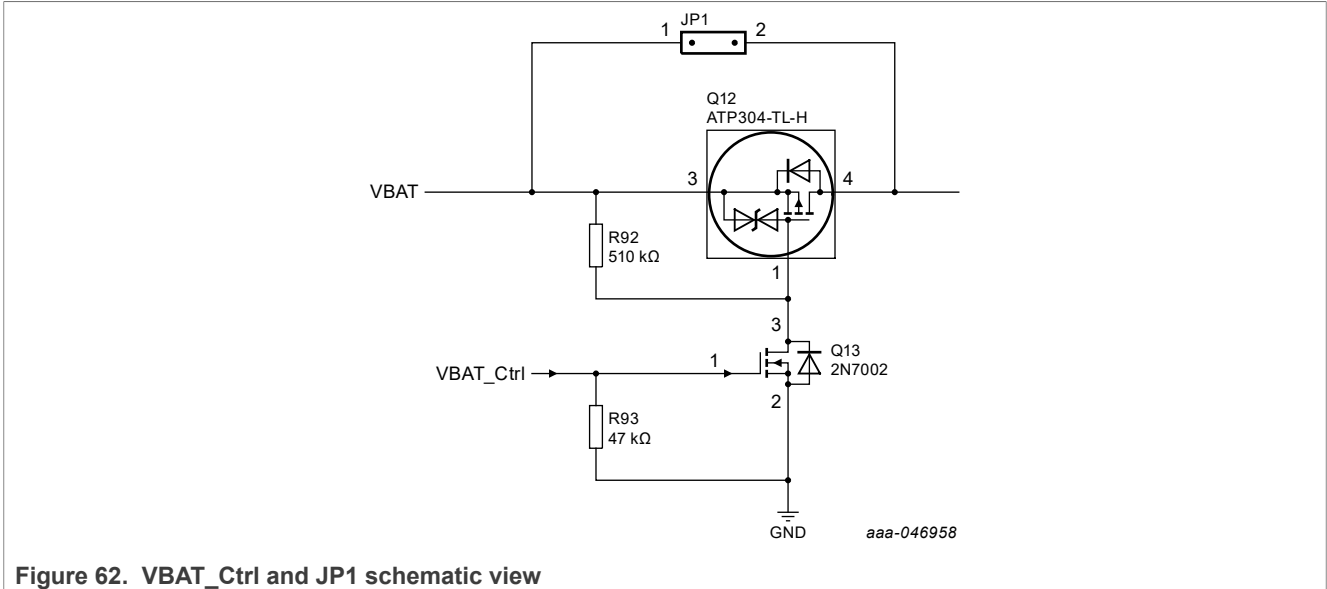 JP1
1 2
Q12
ATP304-TL-H
3 4
VBAT
R92
510 kΩ
1
3
Q13
2N7002
VBAT_Ctrl
1
2
R93
47 kΩ
GND
aaa-046958
Figure 62. VBAT_Ctrl and JP1 schematic view